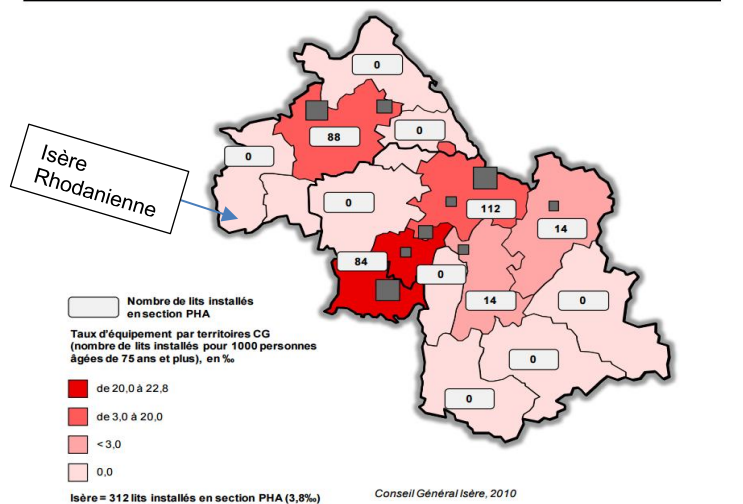 0
88
0
0
Isère
Rhodanienne
0
112
14
84
0
14
0
0
0
Nombre de lits installés
en section PHA
Taux d'équipement par territoires CG
(nombre de lits installés pour 1000 personnes
âgées de 75 ans et plus), en ‰
de 20,0 à 22,8
de 3,0 à 20,0
< 3,0
0,0
Isère = 312 lits installés en section PHA (3,8‰)
Conseil Général Isère, 2010